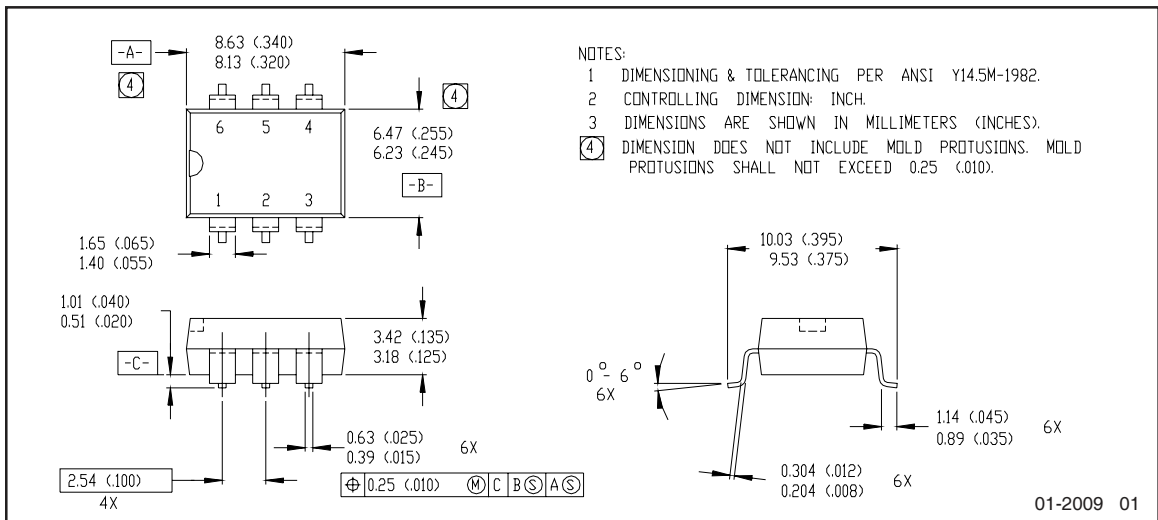 -A-
8.63 (.340)
8.13 (.320)
4
4
6 5 4
6.47 (.255)
6.23 (.245)
-B-
1 2 3
1.65 (.065)
1.40 (.055)
NOTES:
1 DIMENSIONING & TOLERANCING PER ANSI Y14.5M-1982.
2 CONTROLLING DIMENSION: INCH.
3 DIMENSIONS ARE SHOWN IN MILLIMETERS (INCHES).
4 DIMENSION DOES NOT INCLUDE MOLD PROTUSIONS. MOLD
PROTUSIONS SHALL NOT EXCEED 0.25 (.010).
1.01 (.040)
0.51 (.020)
-C-
3.42 (.135)
3.18 (.125)
0.63 (.025)
0.39 (.015)
6X
2.54 (.100)
4X
⌖ 0.25 (.010) Ⓜ C B Ⓢ A Ⓢ
10.03 (.395)
9.53 (.375)
0° - 6°
6X
1.14 (.045)
0.89 (.035)
6X
0.304 (.012)
0.204 (.008)
6X
01-2009 01